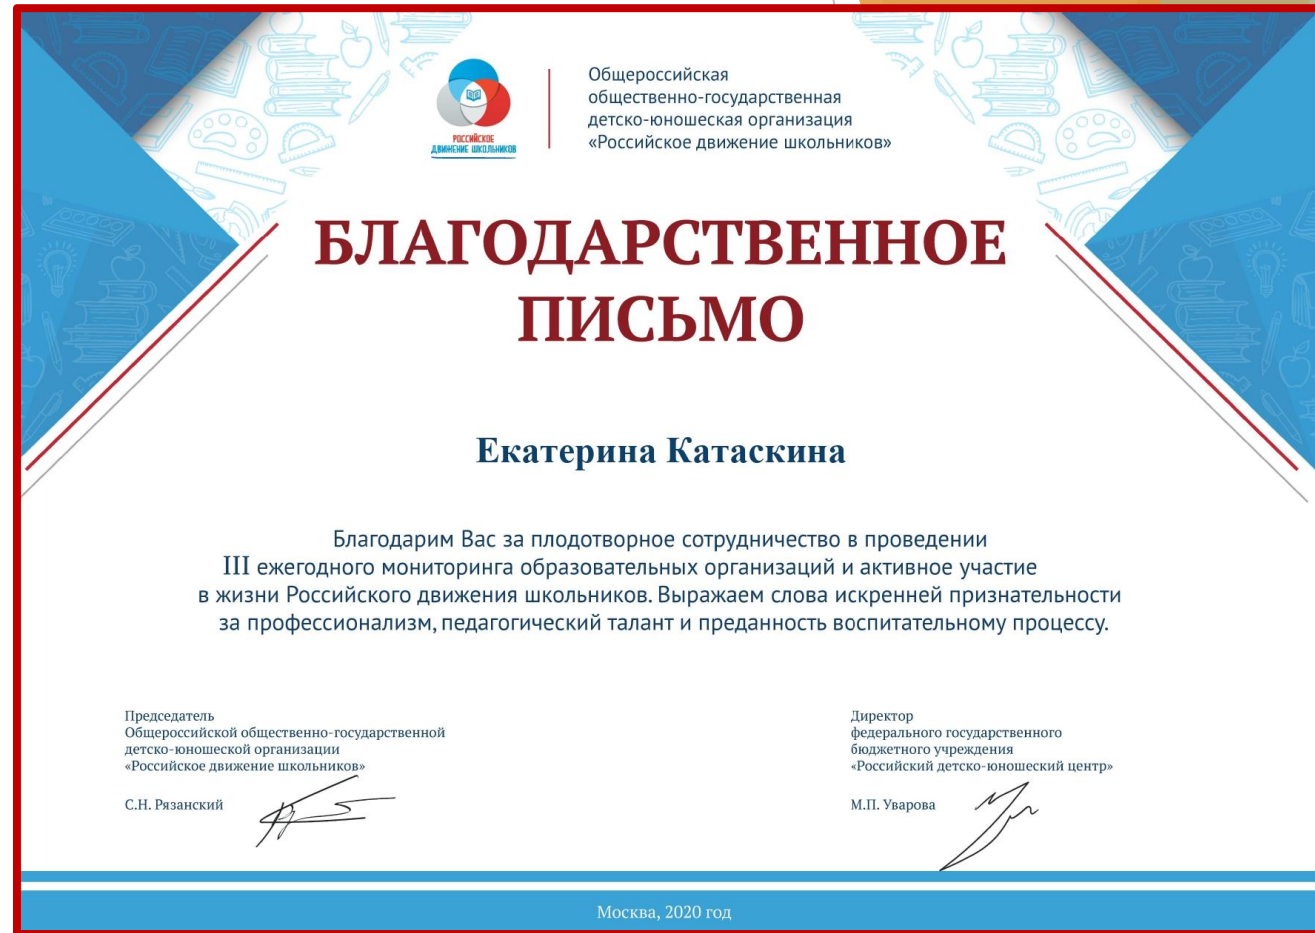 РОССИЙСКОЕ
ДВИЖЕНИЕ ШКОЛЬНИКОВ
Общероссийская
общественно-государственная
детско-юношеская организация
«Российское движение школьников»
БЛАГОДАРСТВЕННОЕ
ПИСЬМО
Екатерина Катаскина
Благодарим Вас за плодотворное сотрудничество в проведении
III ежегодного мониторинга образовательных организаций и активное участие
в жизни Российского движения школьников. Выражаем слова искренней признательности
за профессионализм, педагогический талант и преданность воспитательному процессу.
Председатель
Общероссийской общественно-государственной
детско-юношеской организации
«Российское движение школьников»
С.Н. Рязанский
Директор
федерального государственного
бюджетного учреждения
«Российский детско-юношеский центр»
М.П. Уварова
Москва, 2020 год